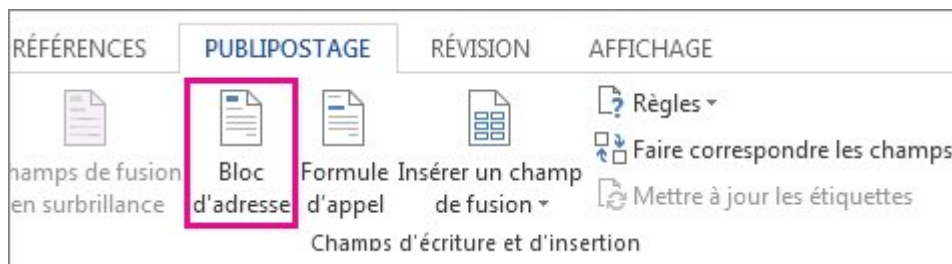 RÉFÉRENCES PUBLIPOSTAGE RÉVISION AFFICHAGE
Règles
Faire correspondre les champs
Mettre à jour les étiquettes
hamps de fusion
en surbrillance
Bloc
d'adresse
Formule
d'appel
Insérer un champ
de fusion
Champs d'écriture et d'insertion